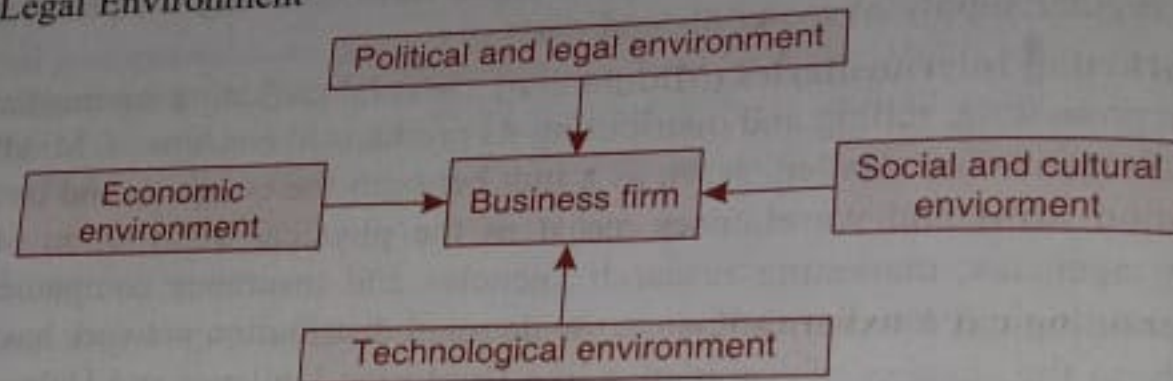 Legal Environment
Political and legal environment
Economic
environment
Business firm
Social and cultural
enviorment
Technological environment